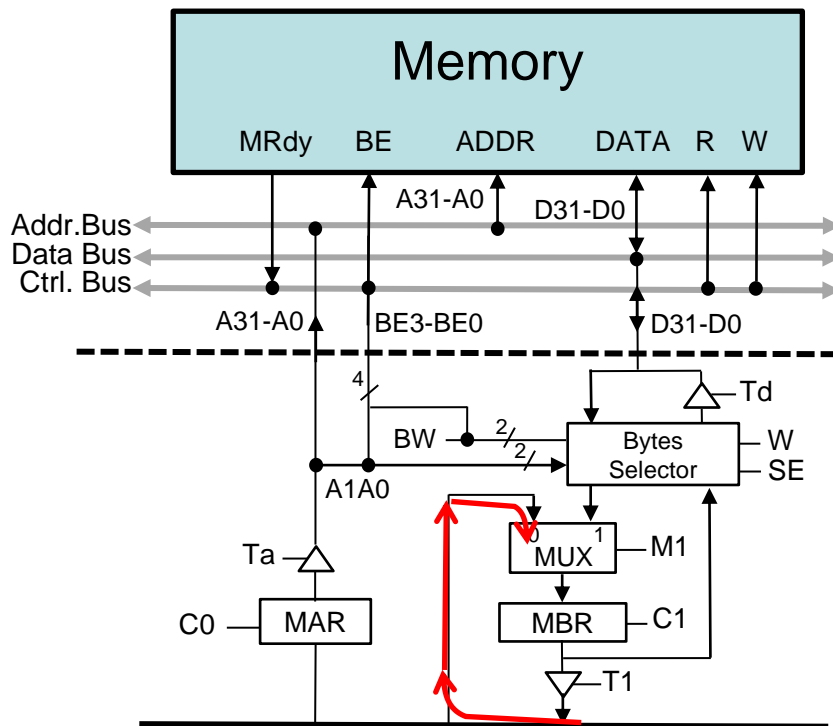 Memory
MRdy BE ADDR DATA R W
A31-A0
D31-D0
Addr.Bus
Data Bus
Ctrl. Bus
A31-A0 BE3-BE0 D31-D0
4
Td
BW 2
Bytes
Selector
W
2
SE
A1A0
0 1
MUX
M1
Ta
C0
MAR
MBR
C1
T1